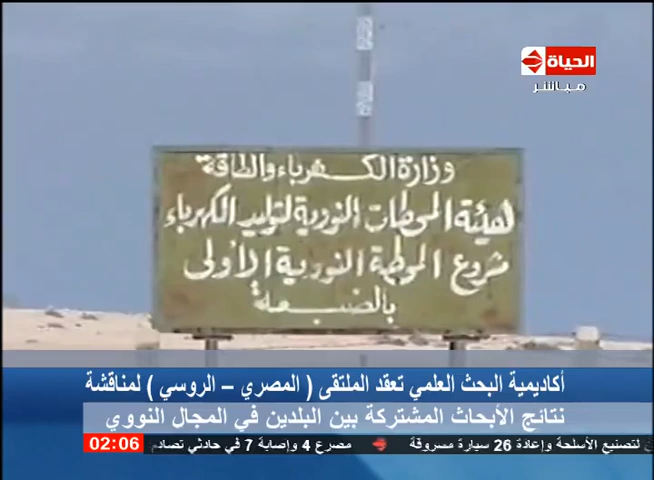 الحياة
مباشر
وزارة الكهرباء والطاقة
هيئة المحطات النووية لتوليد الكهرباء
مشروع المحطة النووية الأولى
بالضبعة
أكاديمية البحث العلمي تعقد الملتقى ( المصري – الروسي ) لمناقشة
نتائج الأبحاث المشتركة بين البلدين في المجال النووي
ن لتصنيع الأسلحة وإعادة 26 سيارة مسروقة
مصرع 4 وإصابة 7 في حادثي تصادم
02:06